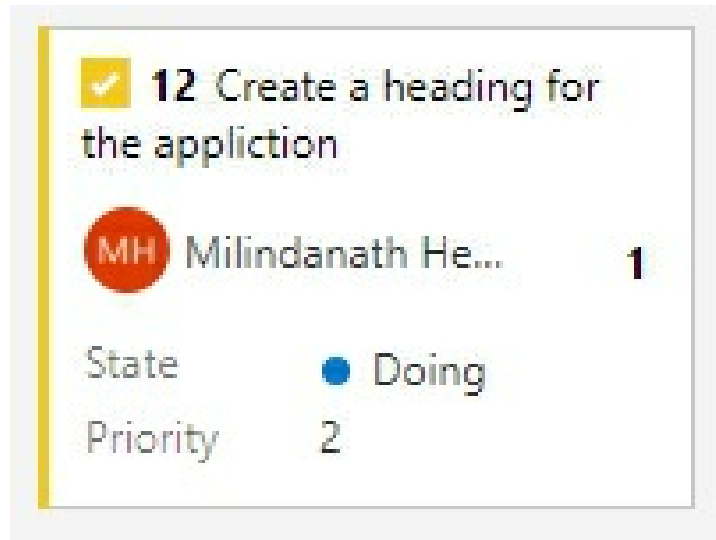 12 Create a heading for
the appliction
MH Milindanath He... 1
State Doing
Priority 2